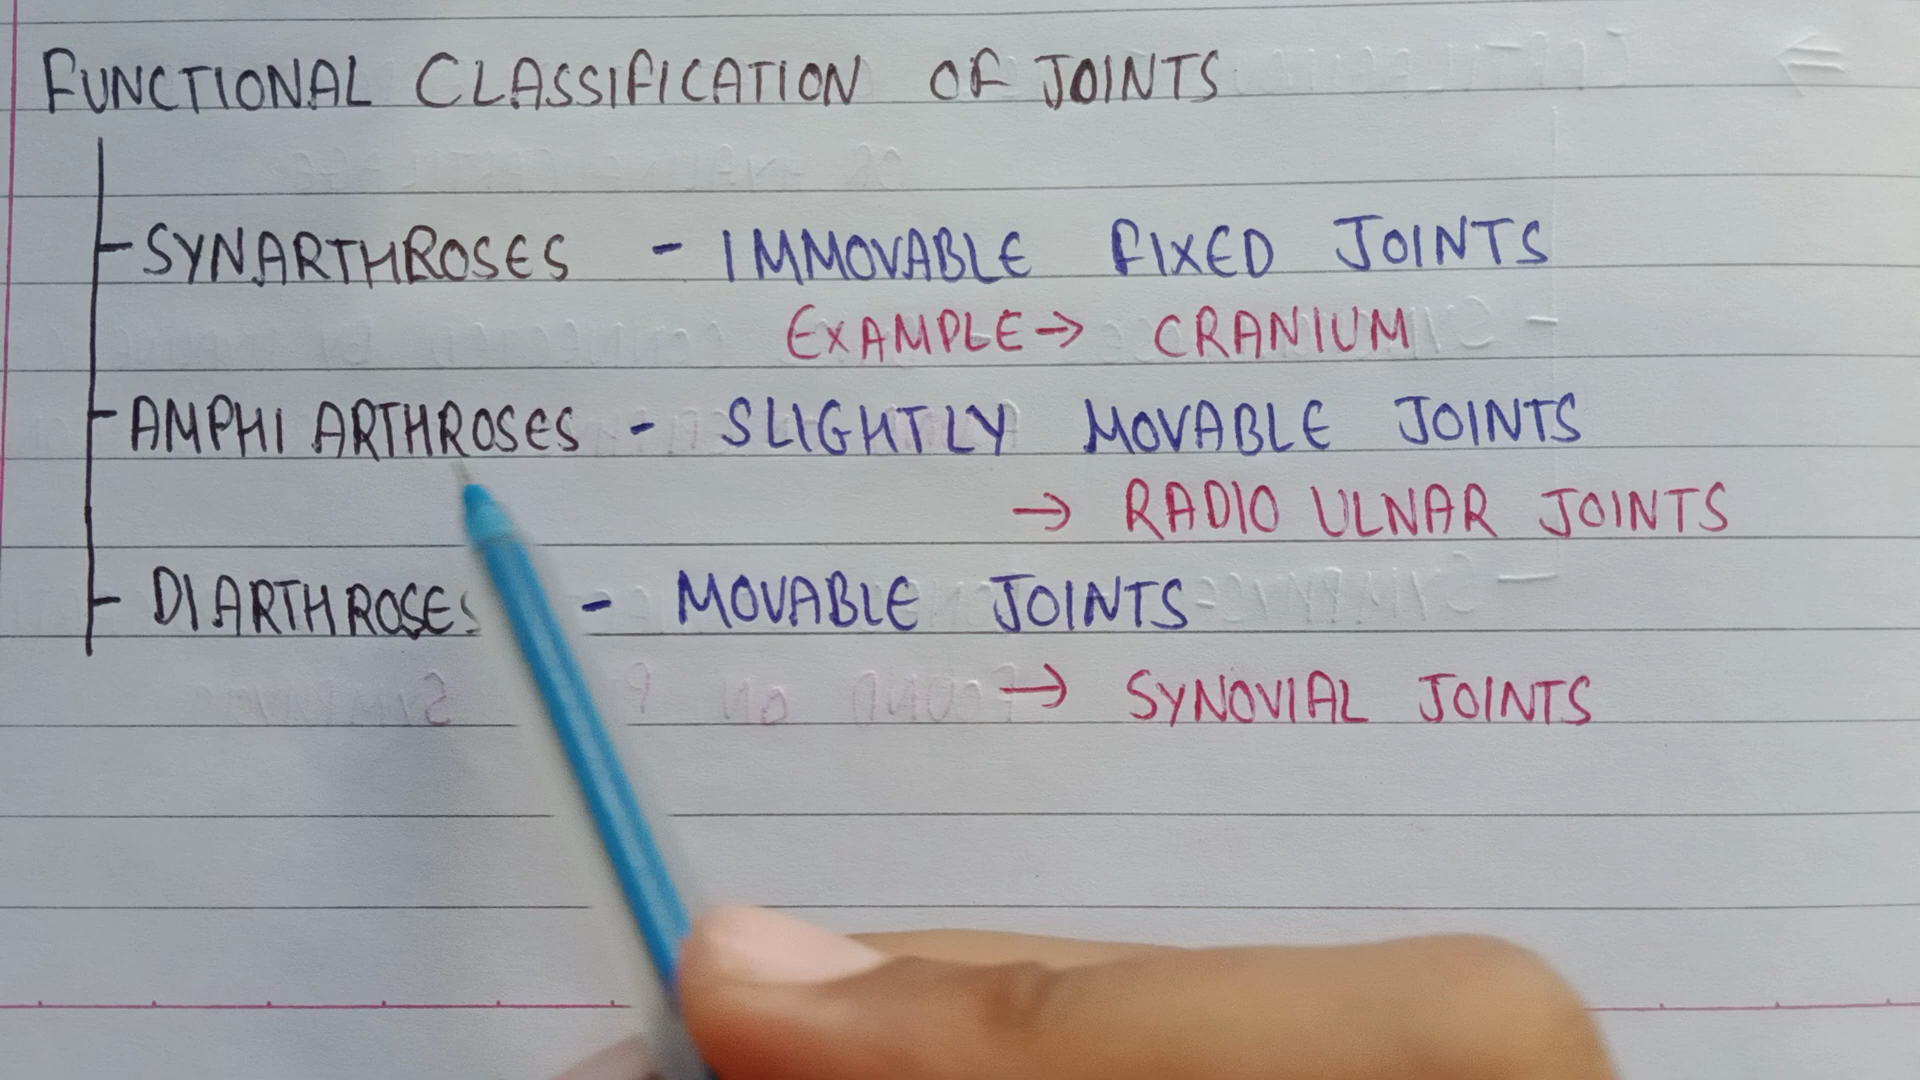 FUNCTIONAL CLASSIFICATION OF JOINTS
SYNARTHROSES - IMMOVABLE FIXED JOINTS
EXAMPLE → CRANIUM
AMPHI ARTHROSES - SLIGHTLY MOVABLE JOINTS
→ RADIO ULNAR JOINTS
DIARTHROSES - MOVABLE JOINTS
→ SYNOVIAL JOINTS